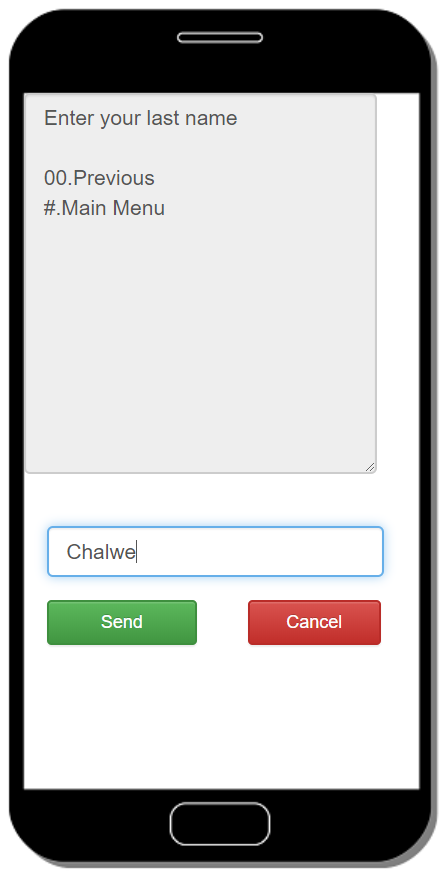 Enter your last name
00.Previous
#.Main Menu
Chalwe
Send
Cancel